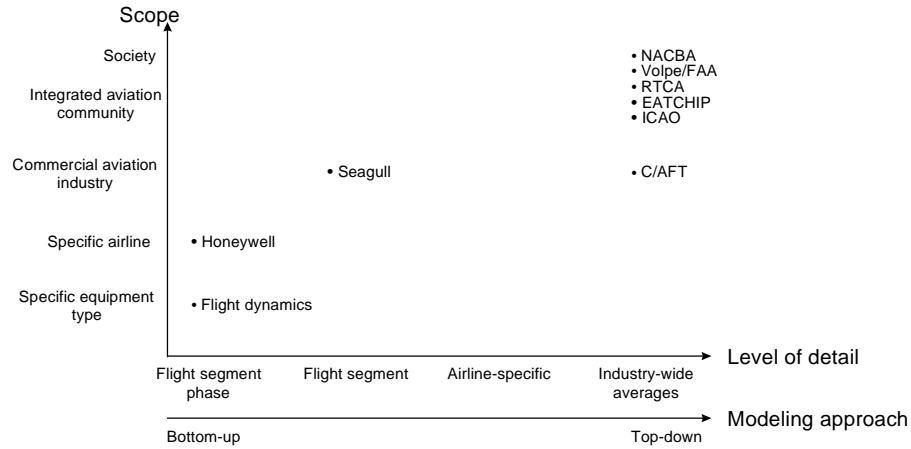 Scope
Society
• NACBA
• Volpe/FAA
• RTCA
Integrated aviation
community
• EATCHIP
• ICAO
Commercial aviation
industry
• Seagull
• C/AFT
Specific airline
• Honeywell
Specific equipment
type
• Flight dynamics
Level of detail
Flight segment
phase
Flight segment
Airline-specific
Industry-wide
averages
Modeling approach
Bottom-up
Top-down